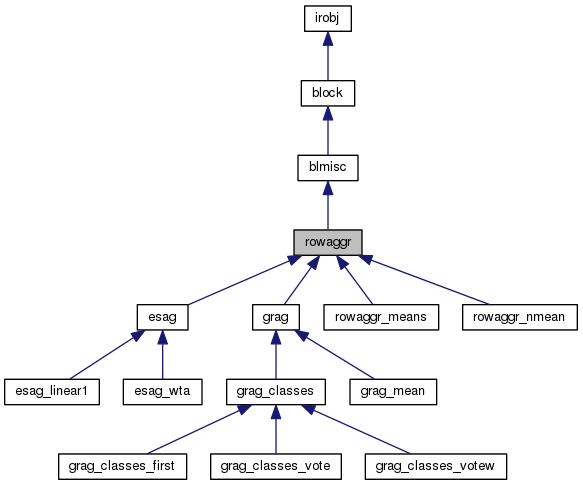 irobj
block
blmisc
rowaggr
esag
grag
rowaggr_means
rowaggr_nmean
esag_linear1
esag_wta
grag_classes
grag_mean
grag_classes_first
grag_classes_vote
grag_classes_votew